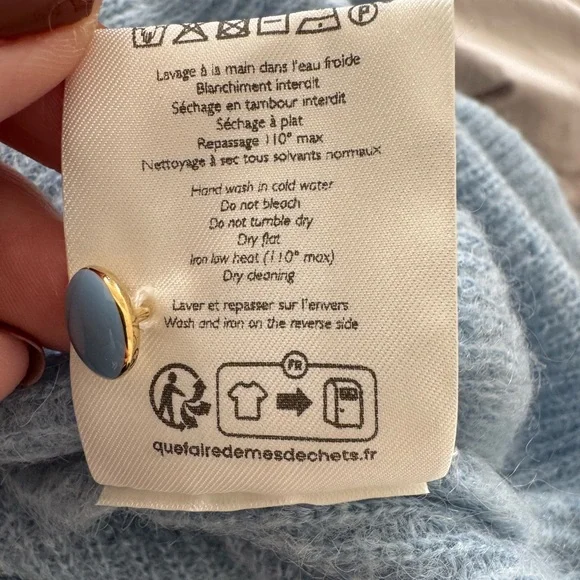 P
Lavage à la main dans l'eau froide
Blanchiment interdit
Séchage en tambour interdit
Séchage à plat
Repassage 110° max
Nettoyage à sec tous solvants normaux
Hand wash in cold water
Do not bleach
Do not tumble dry
Dry flat
Iron low heat (110° max)
Dry cleaning
Laver et repasser sur l'envers
Wash and iron on the reverse side
FR
quefairedemesdechets.fr